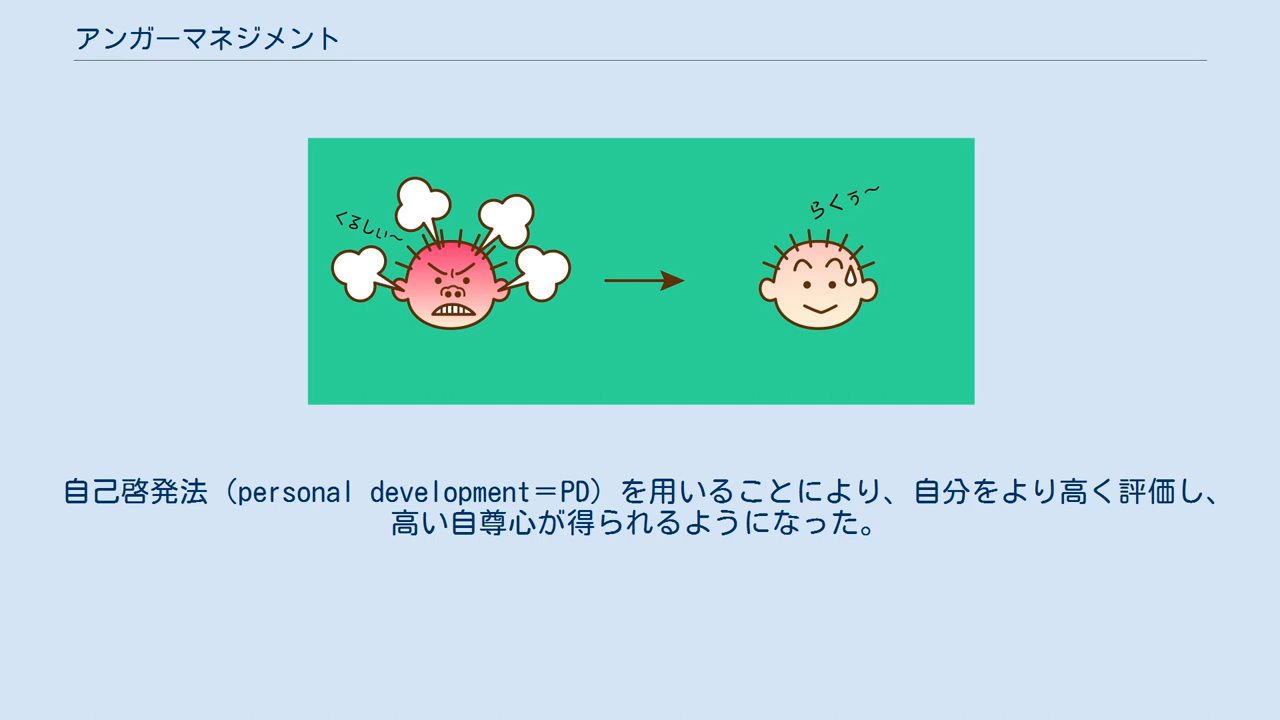 アンガーマネジメント
くるしぃ～
らくぅ～
自己啓発法（personal development＝PD）を用いることにより、自分をより高く評価し、
高い自尊心が得られるようになった。